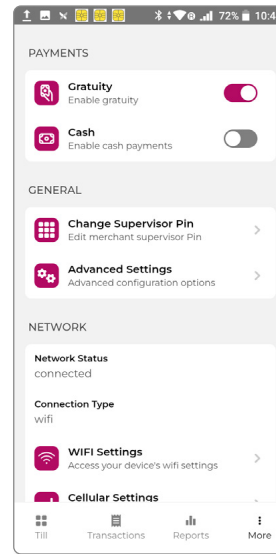 72% 10:4
PAYMENTS
Gratuity
Enable gratuity
Cash
Enable cash payments
GENERAL
Change Supervisor Pin
Edit merchant supervisor Pin
Advanced Settings
Advanced configuration options
NETWORK
Network Status
connected
Connection Type
wifi
WIFI Settings
Access your device's wifi settings
Cellular Settings
Till Transactions Reports More